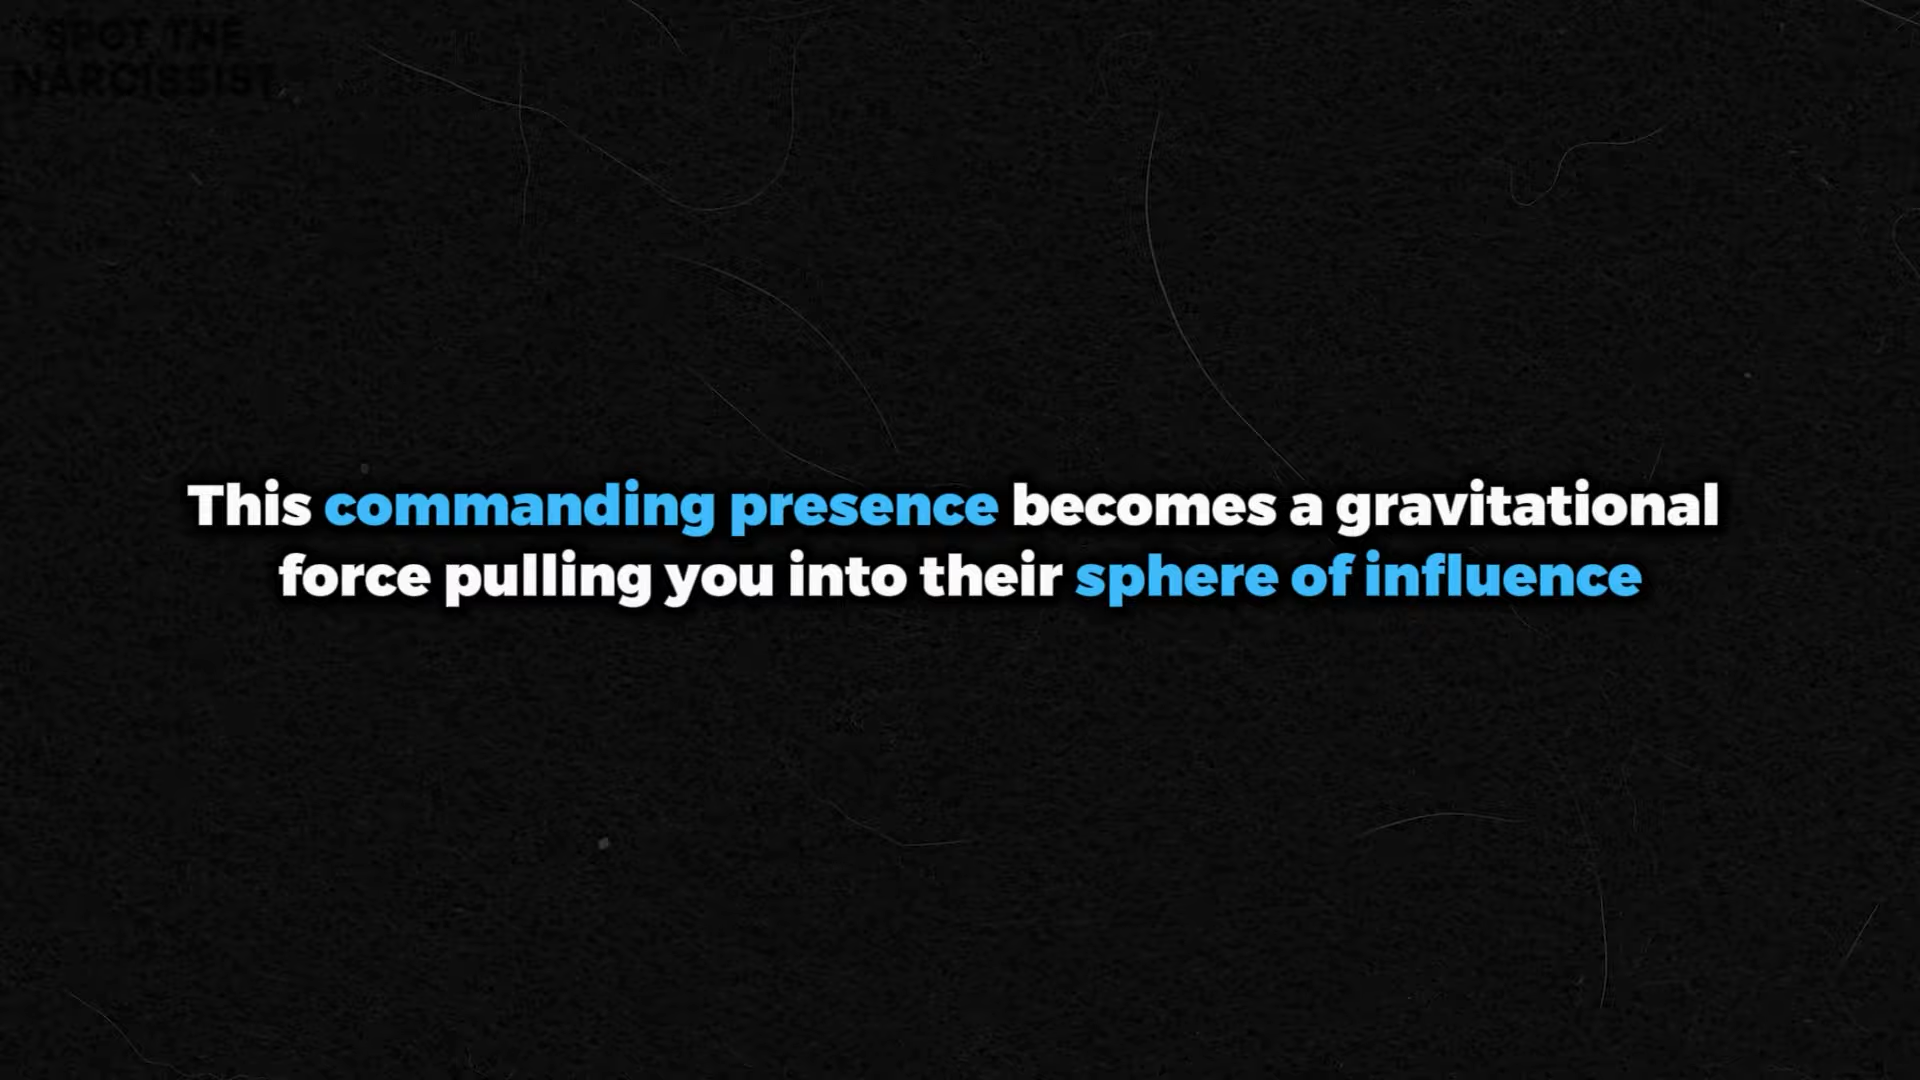 SPOT THE
NARCISSIST
This commanding presence becomes a gravitational
force pulling you into their sphere of influence